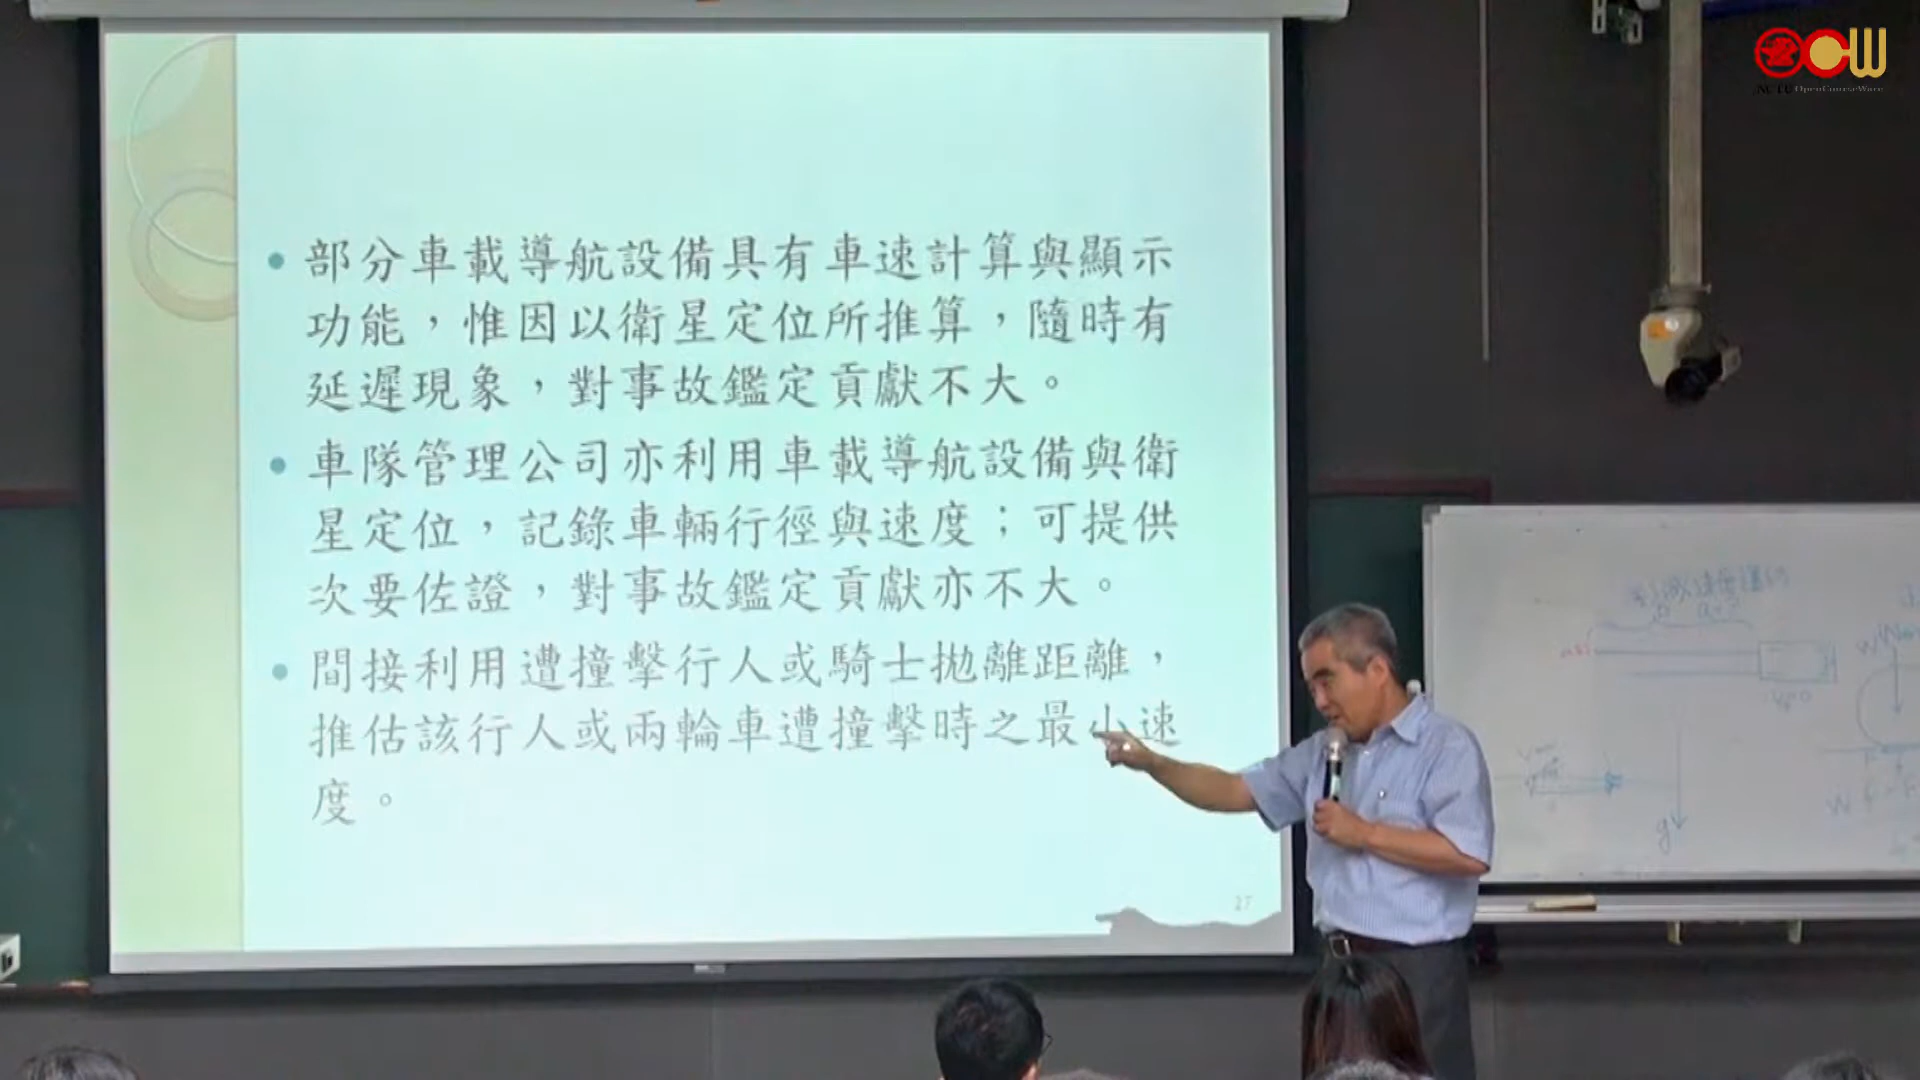 NCTU OpenCourseWare
部分車載導航設備具有車速計算與顯示
功能，惟因以衛星定位所推算，隨時有
延遲現象，對事故鑑定貢獻不大。
車隊管理公司亦利用車載導航設備與衛
星定位，記錄車輛行徑與速度；可提供
次要佐證，對事故鑑定貢獻亦不大。
間接利用遭撞擊行人或騎士拋離距離，
推估該行人或兩輪車遭撞擊時之最小速
度。
27
g